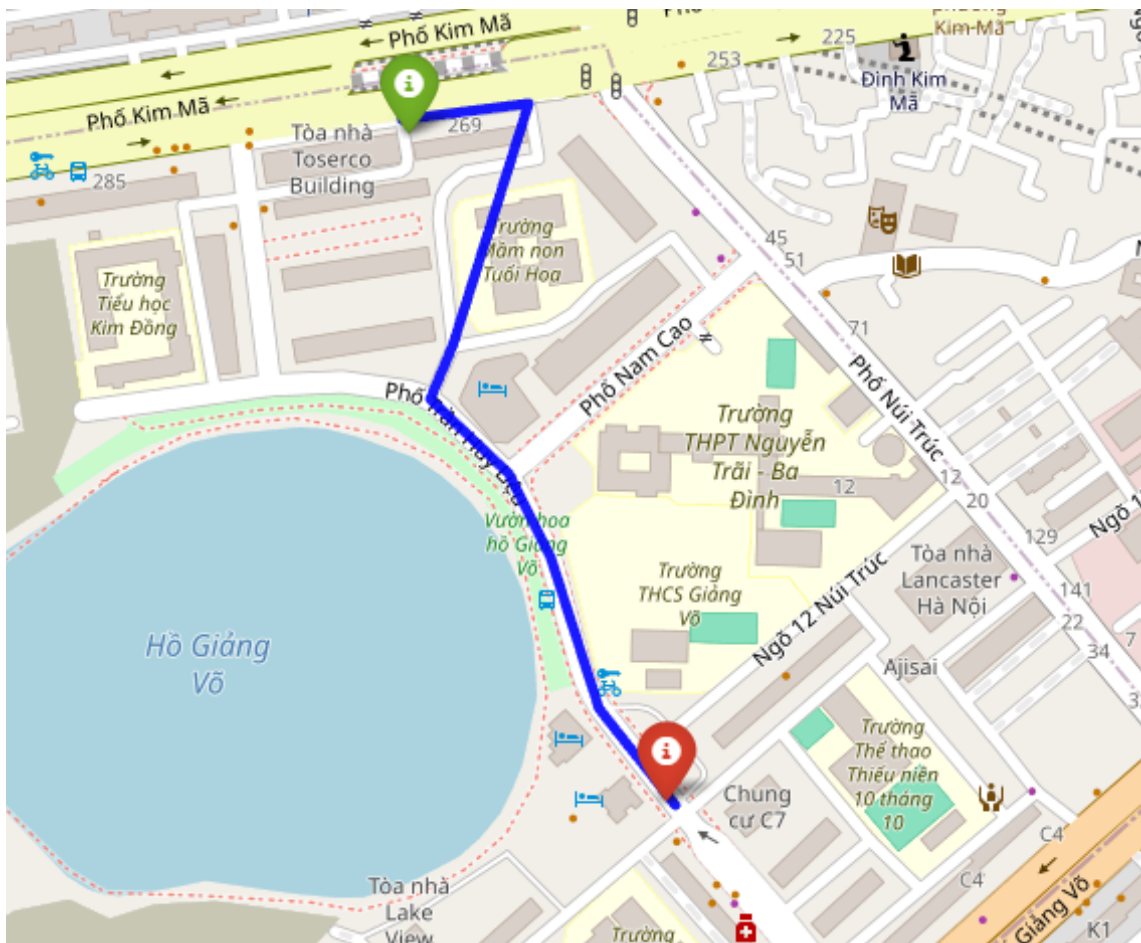 Phố Kim Mã
Phố Kim Mã
225
253
Đình Kim
Mã
Kim Mã
269
Tòa nhà
Toserco
Building
285
Trường
Mầm non
Tuổi Hoa
Trường
Tiểu học
Kim Đồng
45
51
71
Phố Nam Cao
Phố Núi Trúc
Trường
THPT Nguyễn
Trãi - Ba
Đình
12
12
20
129
Ngõ 1
141
22
34
7
Vườn hoa
hồ Giảng
Võ
Trường
THCS Giảng
Võ
Tòa nhà
Lancaster
Hà Nội
Ngõ 12 Núi Trúc
Hồ Giảng
Võ
Ajisai
Trường
Thể thao
Thiếu niên
10 tháng
10
Chung
cư C7
C4
C4
Giảng Võ
K1
Tòa nhà
Lake
View
Trường